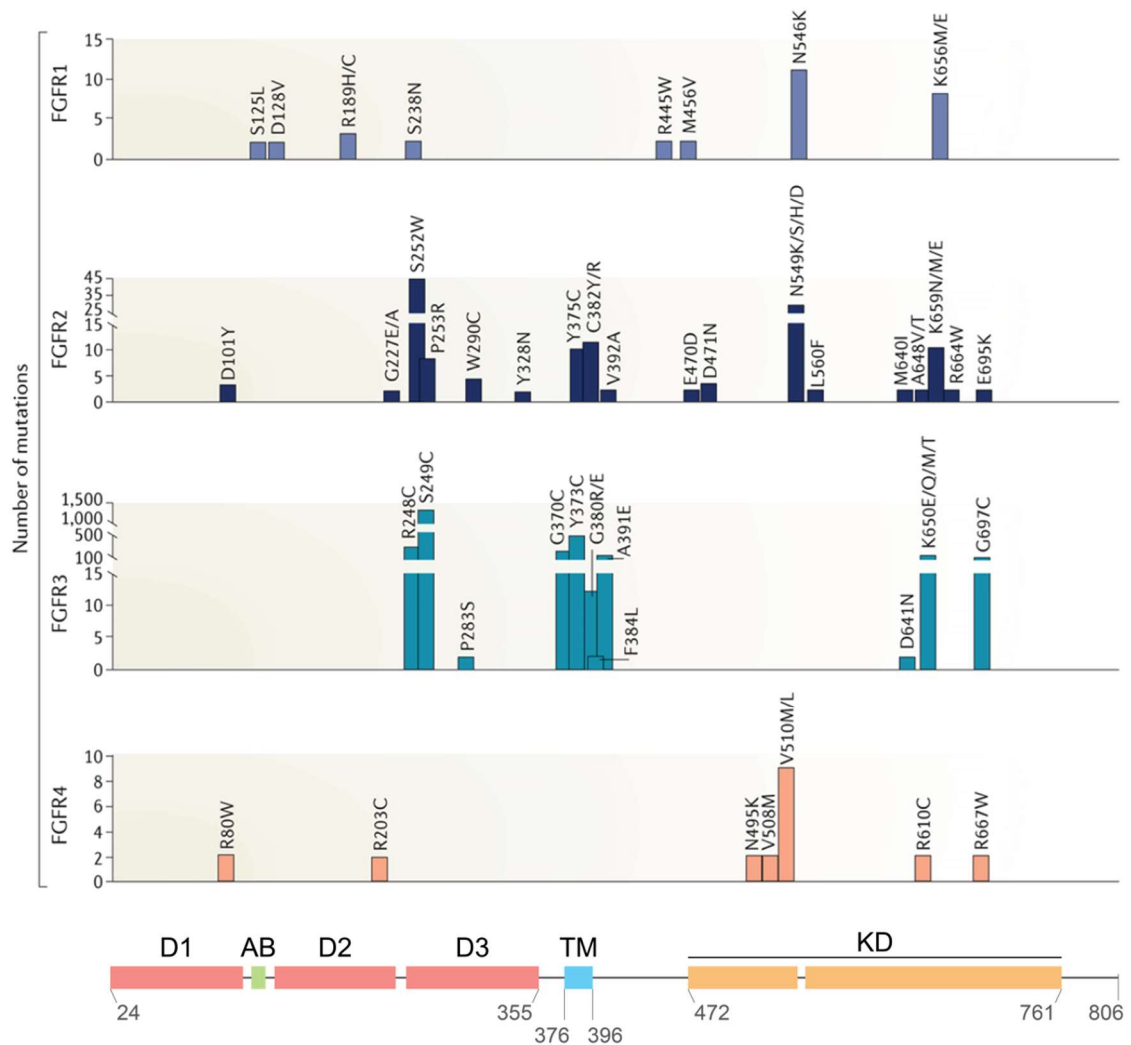 Number of mutations
FGFR1
15
10
5
0
S125L
D128V
R189H/C
S238N
R445W
M456V
N546K
K656M/E
FGFR2
45
35
25
15
10
5
0
D101Y
G227E/A
S252W
P253R
W290C
Y328N
Y375C
C382Y/R
V392A
E470D
D471N
N549K/S/H/D
L560F
M640I
A648V/T
K659N/M/E
R664W
E695K
FGFR3
1,500
1,000
500
100
15
10
5
0
R248C
S249C
P283S
G370C
Y373C
G380R/E
A391E
F384L
D641N
K650E/Q/M/T
G697C
FGFR4
10
8
6
4
2
0
R80W
R203C
N495K
V508M
V510M/L
R610C
R667W
D1 AB D2 D3 TM KD
24 355 472 761 806
376 396